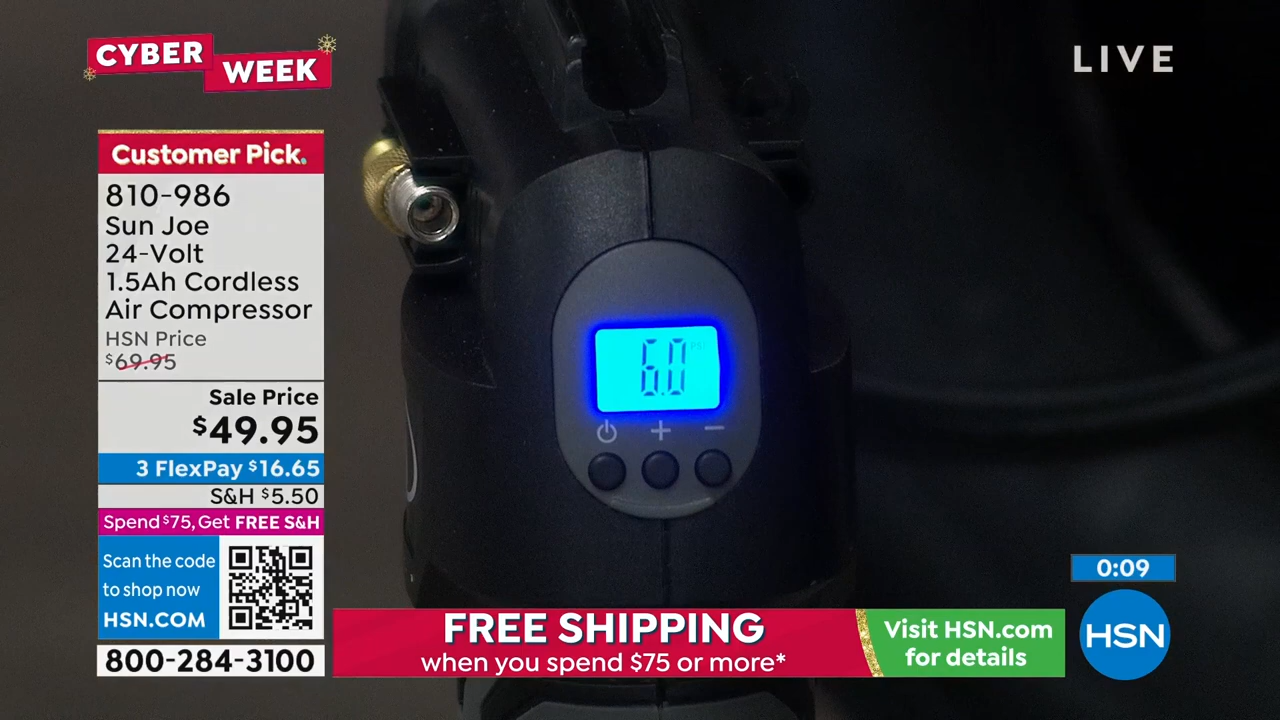 CYBER
WEEK
LIVE
Customer Pick.
810-986
Sun Joe
24-Volt
1.5Ah Cordless
Air Compressor
HSN Price
$69.95
Sale Price
$49.95
3 FlexPay $16.65
S&H $5.50
Spend $75, Get FREE S&H
Scan the code
to shop now
HSN.COM
800-284-3100
6.0 PSI
FREE SHIPPING
when you spend $75 or more*
Visit HSN.com
for details
0:09
HSN